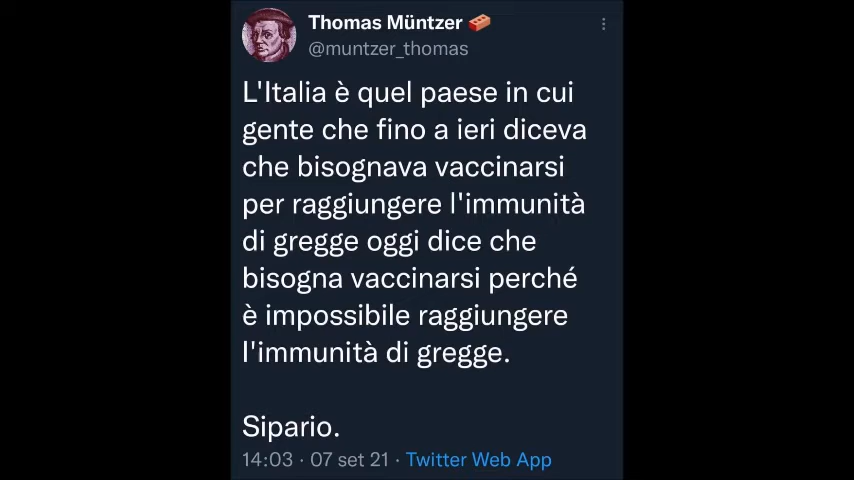 Thomas Müntzer 🧱
@muntzer_thomas
L'Italia è quel paese in cui
gente che fino a ieri diceva
che bisognava vaccinarsi
per raggiungere l'immunità
di gregge oggi dice che
bisogna vaccinarsi perché
è impossibile raggiungere
l'immunità di gregge.
Sipario.
14:03 · 07 set 21 · Twitter Web App